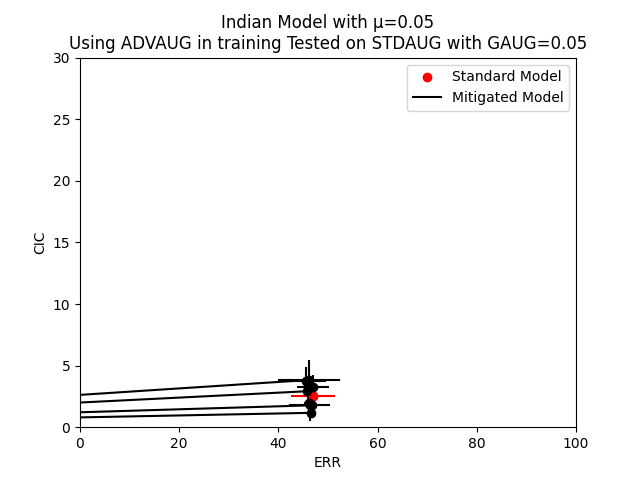 Indian Model with μ=0.05
Using ADVAUG in training Tested on STDAUG with GAUG=0.05
30
25
20
15
10
5
0
CIC
Standard Model
Mitigated Model
0 20 40 60 80 100
ERR